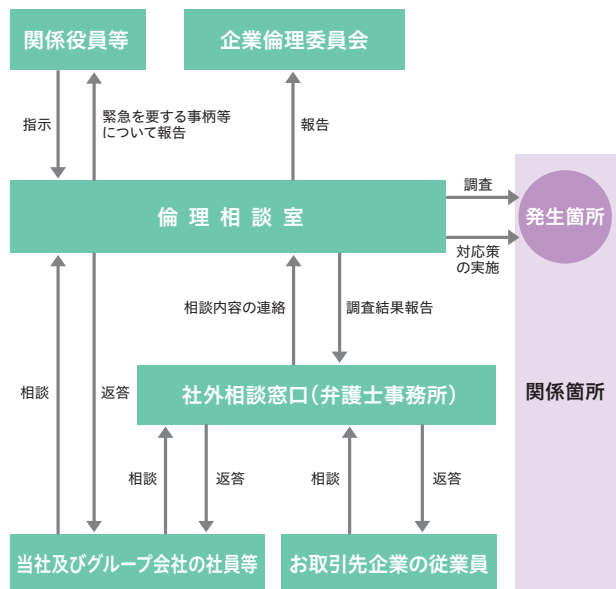 関係役員等
企業倫理委員会
指示
緊急を要する事柄等
について報告
報告
倫理相談室
調査
発生箇所
対応策
の実施
相談内容の連絡
調査結果報告
相談
返答
社外相談窓口(弁護士事務所)
関係箇所
相談
返答
相談
返答
当社及びグループ会社の社員等
お取引先企業の従業員